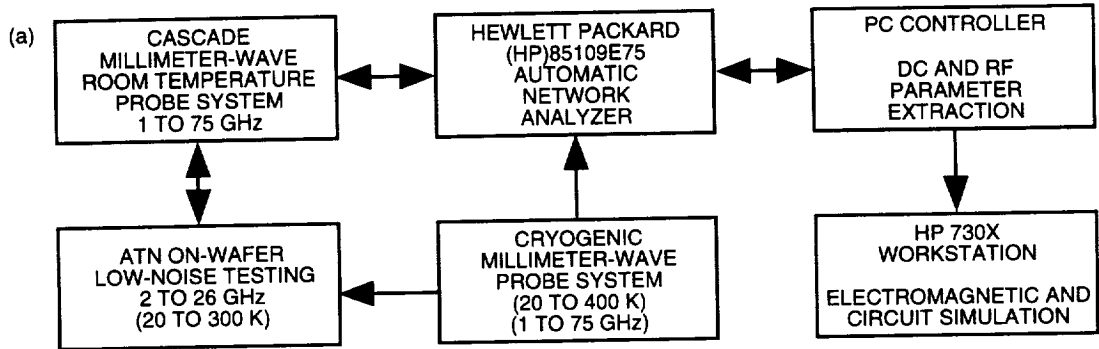 (a)
CASCADE
MILLIMETER-WAVE
ROOM TEMPERATURE
PROBE SYSTEM
1 TO 75 GHz
HEWLETT PACKARD
(HP)85109E75
AUTOMATIC
NETWORK
ANALYZER
PC CONTROLLER
DC AND RF
PARAMETER
EXTRACTION
ATN ON-WAFER
LOW-NOISE TESTING
2 TO 26 GHz
(20 TO 300 K)
CRYOGENIC
MILLIMETER-WAVE
PROBE SYSTEM
(20 TO 400 K)
(1 TO 75 GHz)
HP 730X
WORKSTATION
ELECTROMAGNETIC AND
CIRCUIT SIMULATION